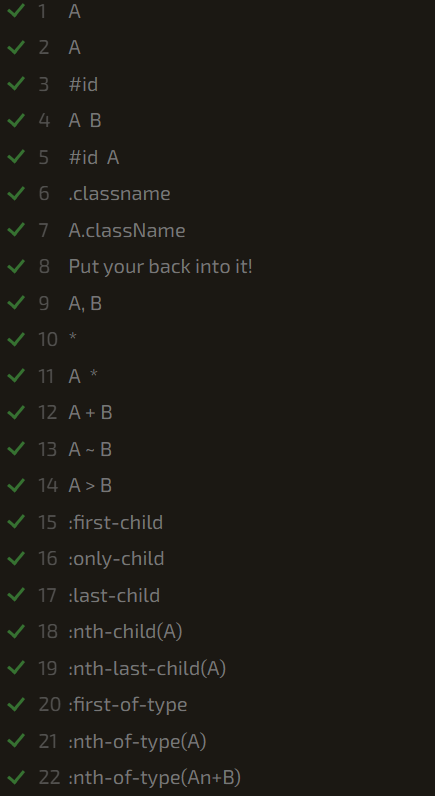 1 A
2 A
3 #id
4 A B
5 #id A
6 .classname
7 A.className
8 Put your back into it!
9 A, B
10 *
11 A *
12 A + B
13 A ~ B
14 A > B
15 :first-child
16 :only-child
17 :last-child
18 :nth-child(A)
19 :nth-last-child(A)
20 :first-of-type
21 :nth-of-type(A)
22 :nth-of-type(An+B)